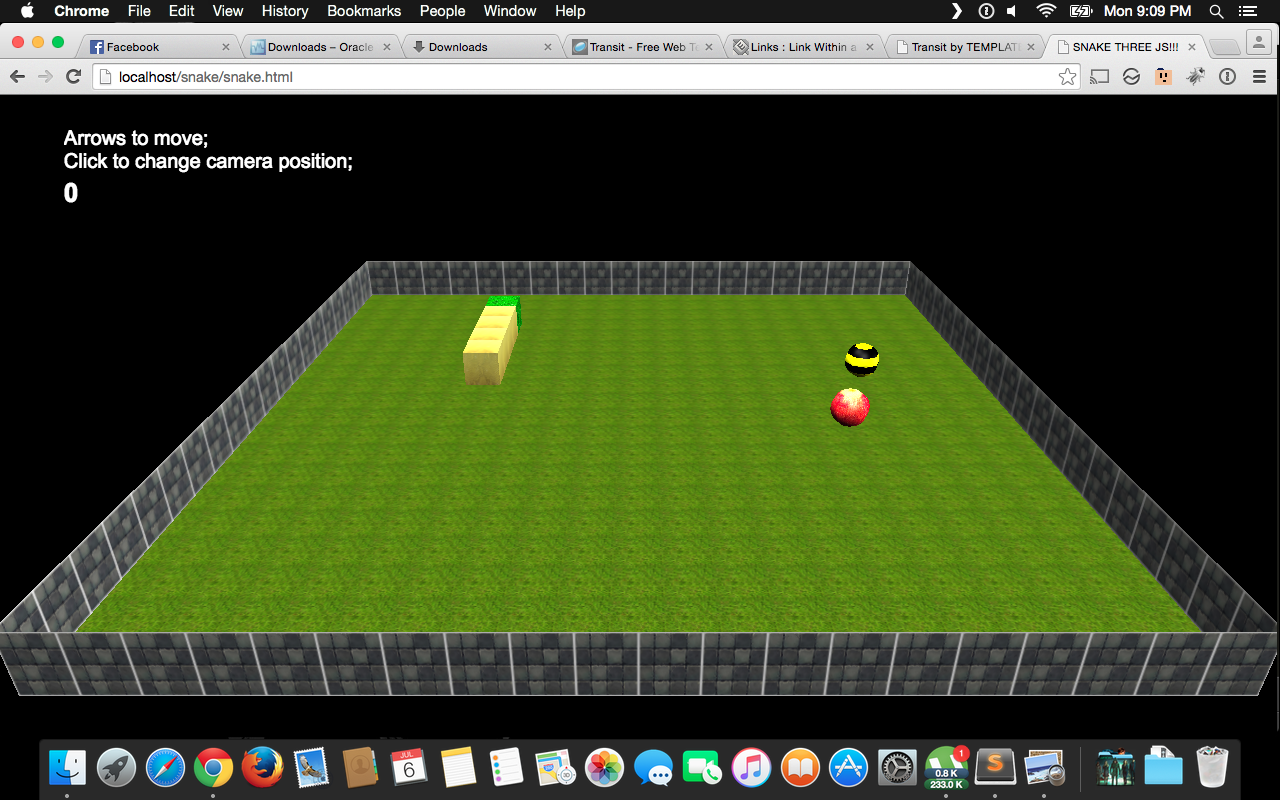 Chrome File Edit View History Bookmarks People Window Help Mon 9:09 PM
Facebook Downloads – Oracle Downloads Transit - Free Web Te Links : Link Within a Transit by TEMPLAT SNAKE THREE JS!!!
localhost/snake/snake.html
Arrows to move;
Click to change camera position;
0
JUL
6
1
0.8 K
233.0 K